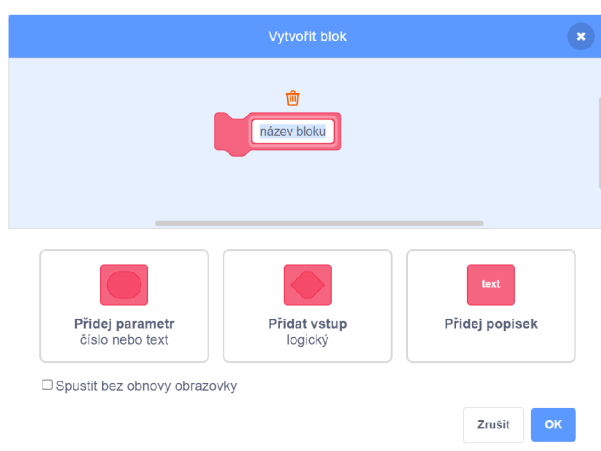 Vytvořit blok
název bloku
text
Přidej parametr
číslo nebo text
Přidat vstup
logický
Přidej popisek
Spustit bez obnovy obrazovky
Zrušit
OK